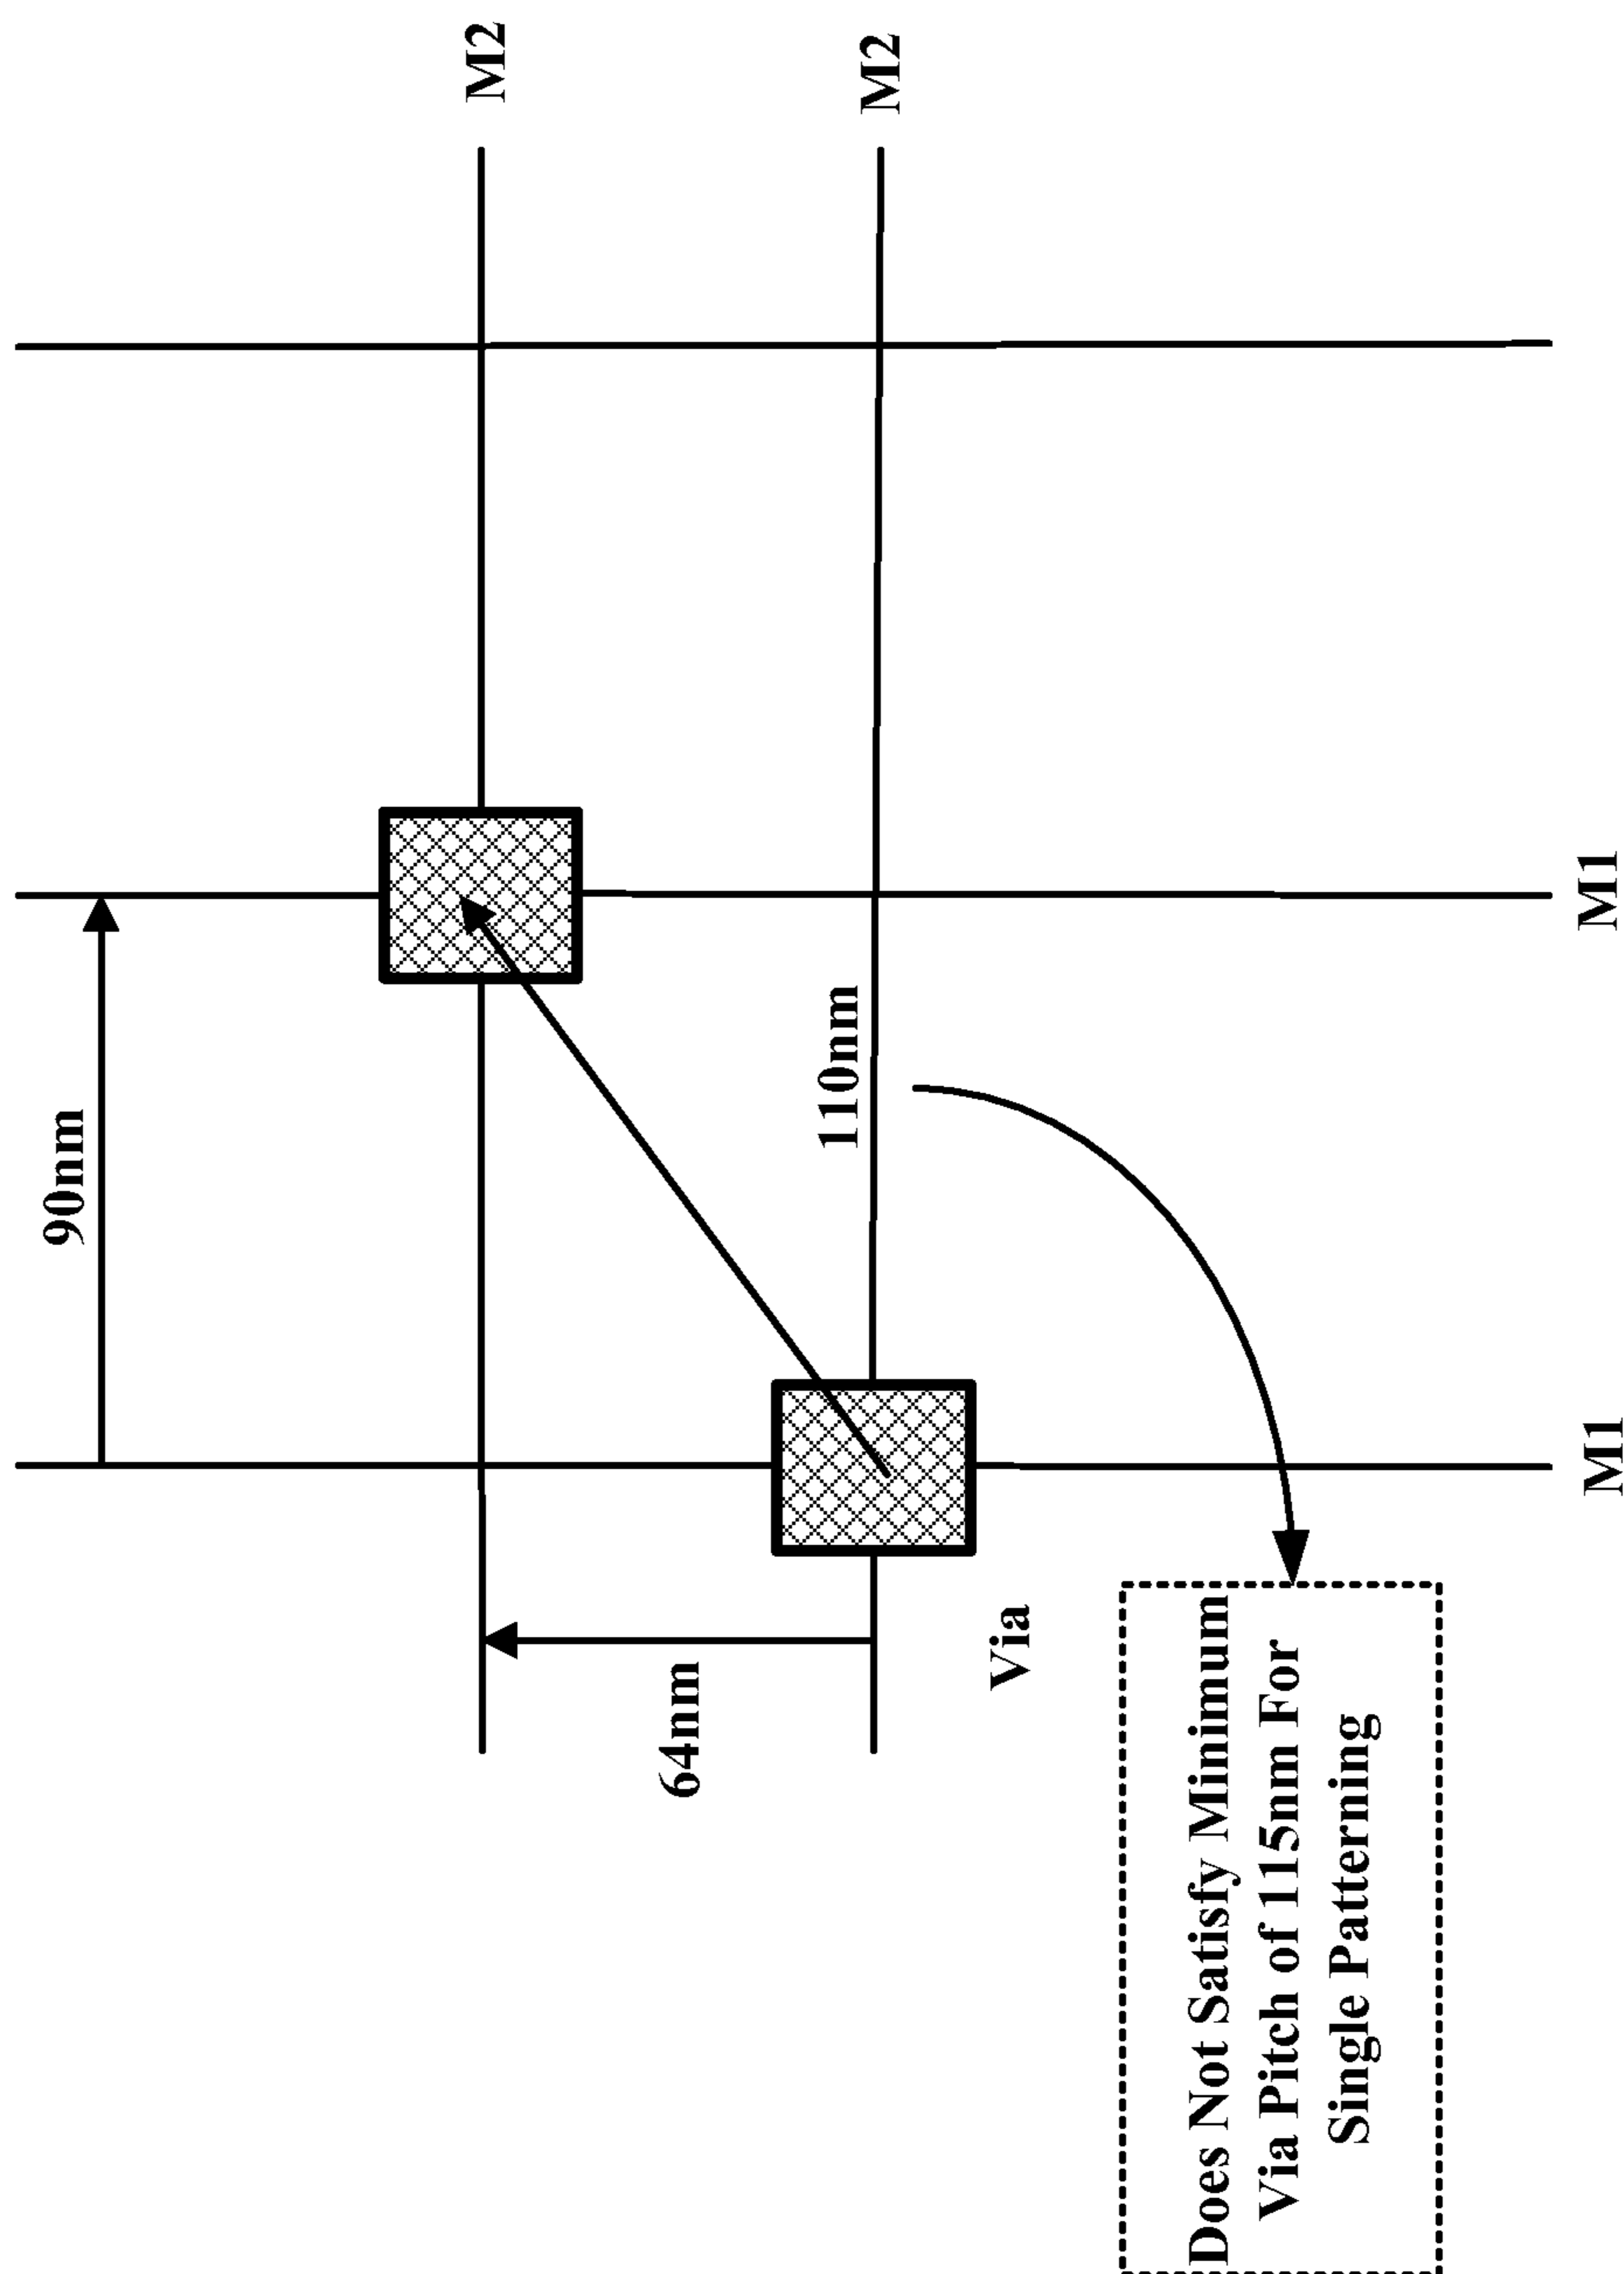 90nm
M2
64nm
110nm
M2
Via
Does Not Satisfy Minimum
Via Pitch of 115nm For
Single Patterning
M1
M1